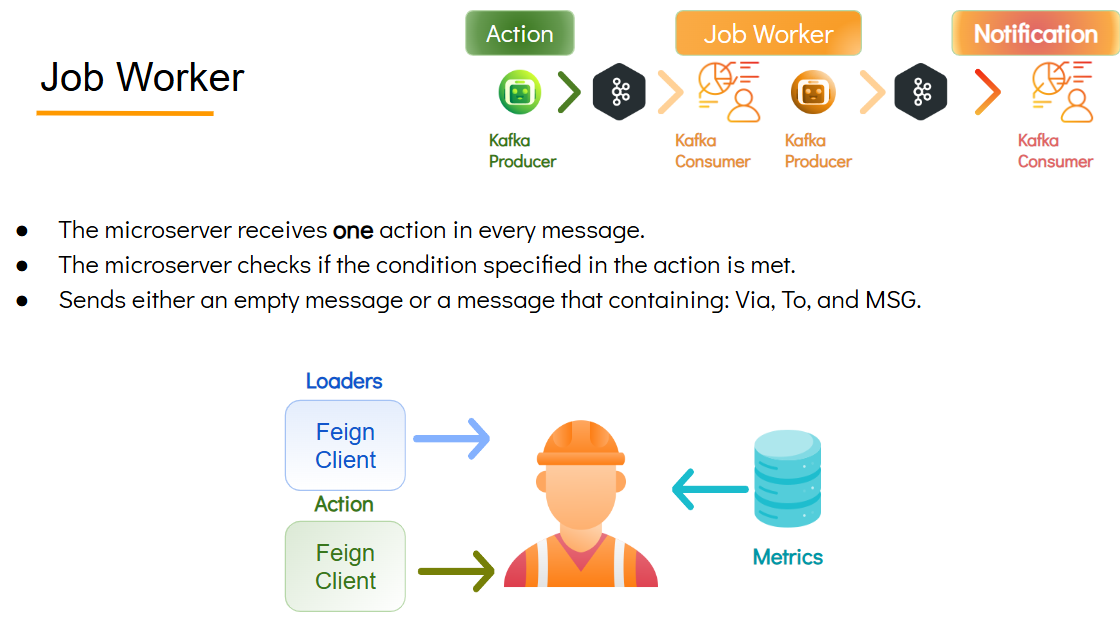 Job Worker
Action
Job Worker
Notification
Kafka
Producer
Kafka
Consumer
Kafka
Producer
Kafka
Consumer
● The microserver receives one action in every message.
● The microserver checks if the condition specified in the action is met.
● Sends either an empty message or a message that containing: Via, To, and MSG.
Loaders
Feign
Client
Action
Feign
Client
Metrics